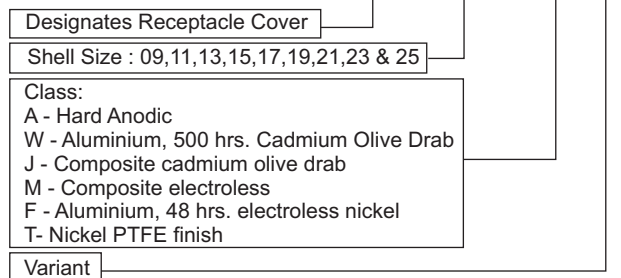 Designates Receptacle Cover
Shell Size : 09,11,13,15,17,19,21,23 & 25
Class:
A - Hard Anodic
W - Aluminium, 500 hrs. Cadmium Olive Drab
J - Composite cadmium olive drab
M - Composite electroless
F - Aluminium, 48 hrs. electroless nickel
T- Nickel PTFE finish
Variant